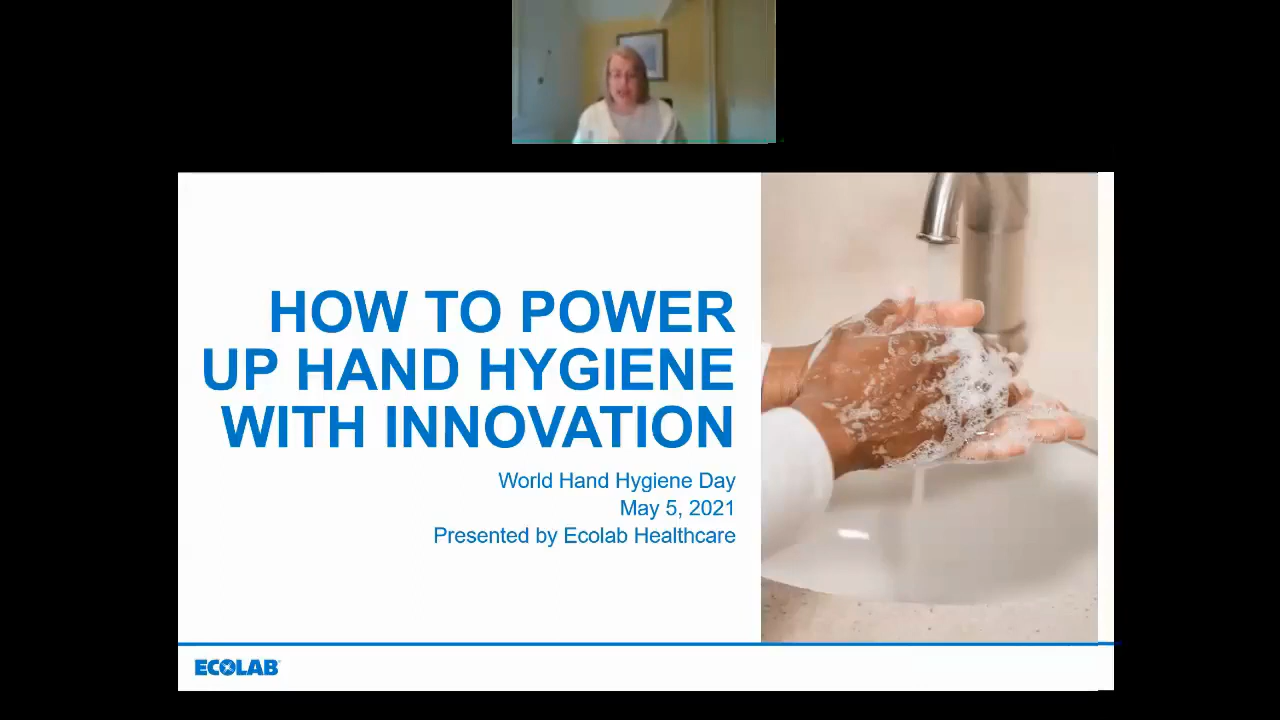 HOW TO POWER
UP HAND HYGIENE
WITH INNOVATION
World Hand Hygiene Day
May 5, 2021
Presented by Ecolab Healthcare
ECOLAB